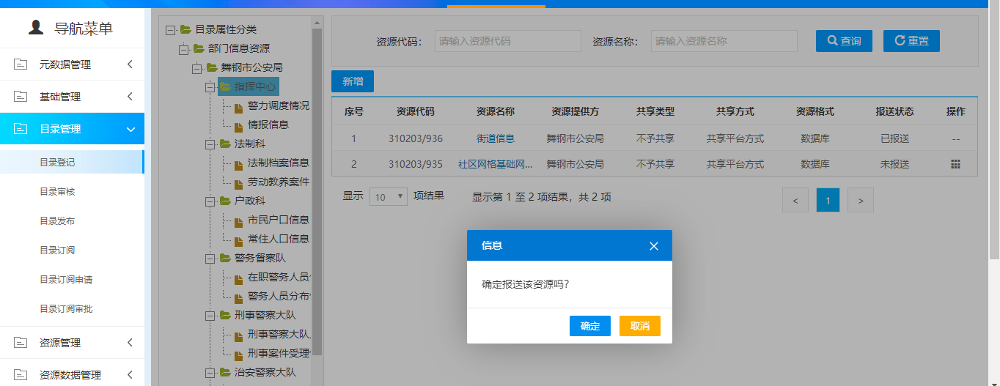 导航菜单
元数据管理
基础管理
目录管理
目录登记
目录审核
目录发布
目录订阅
目录订阅申请
目录订阅审批
资源管理
资源数据管理
目录属性分类
部门信息资源
舞钢市公安局
指挥中心
警力调度情况
情报信息
法制科
法制档案信息
劳动教养案件
户政科
市民户口信息
常住人口信息
警务督察队
在职警务人员
警务人员分布
刑事警察大队
刑事警察大队
刑事案件受理
治安警察大队
资源代码： 请输入资源代码 资源名称： 请输入资源名称 查询 重置
新增
序号 资源代码 资源名称 资源提供方 共享类型 共享方式 资源格式 报送状态 操作
1 310203/936 街道信息 舞钢市公安局 不予共享 共享平台方式 数据库 已报送 --
2 310203/935 社区网格基础网... 舞钢市公安局 不予共享 共享平台方式 数据库 未报送
显示 10 项结果 显示第 1 至 2 项结果，共 2 项 < 1 >
信息
确定报送该资源吗？
确定 取消